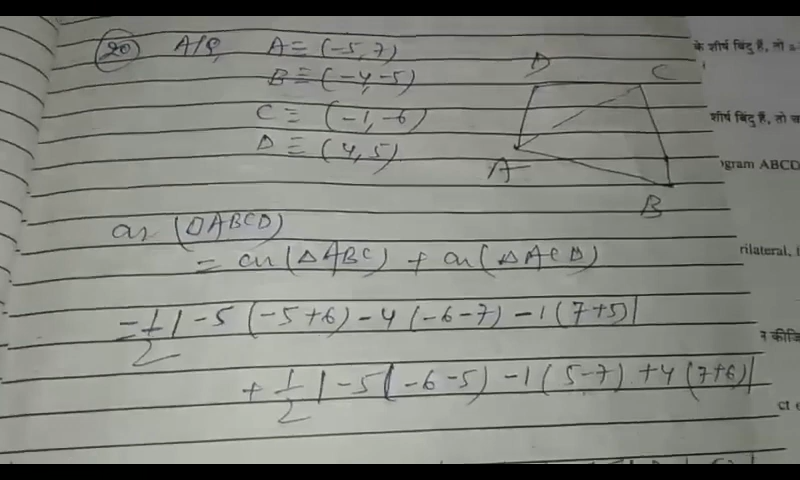 20 A/Q, A ≡ (-5, 7)
B ≡ (-4, -5)
C ≡ (-1, -6)
D ≡ (4, 5)
D C
A
B
ar (△ABCD)
= ar (△ABC) + ar (△ACD)
= 1/2 | -5 (-5+6) -4 (-6-7) -1 (7+5) |
+ 1/2 | -5 (-6-5) -1 (5-7) +4 (7+6) |
के शीर्ष बिंदु हैं, तो
शीर्ष बिंदु हैं, तो
ogram ABCD
rilateral,